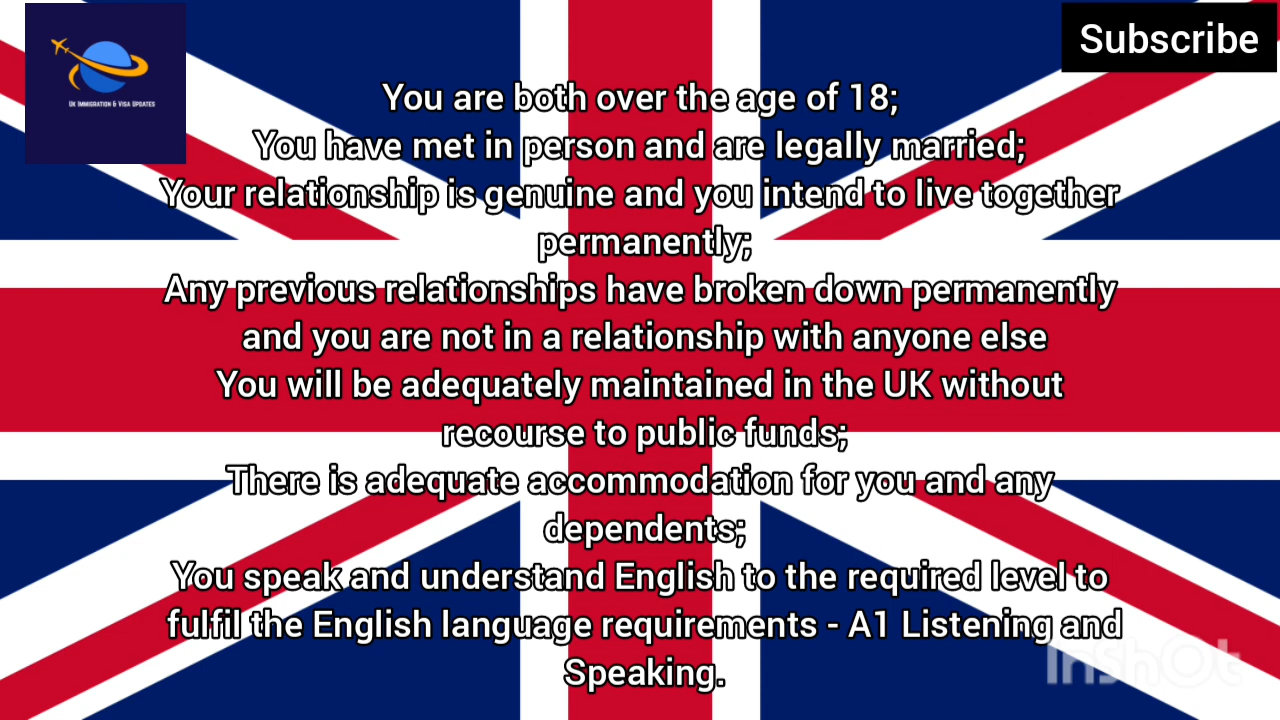 UK IMMIGRATION & VISA UPDATES
Subscribe
You are both over the age of 18;
You have met in person and are legally married;
Your relationship is genuine and you intend to live together
permanently;
Any previous relationships have broken down permanently
and you are not in a relationship with anyone else
You will be adequately maintained in the UK without
recourse to public funds;
There is adequate accommodation for you and any
dependents;
You speak and understand English to the required level to
fulfil the English language requirements - A1 Listening and
Speaking.
InshOt